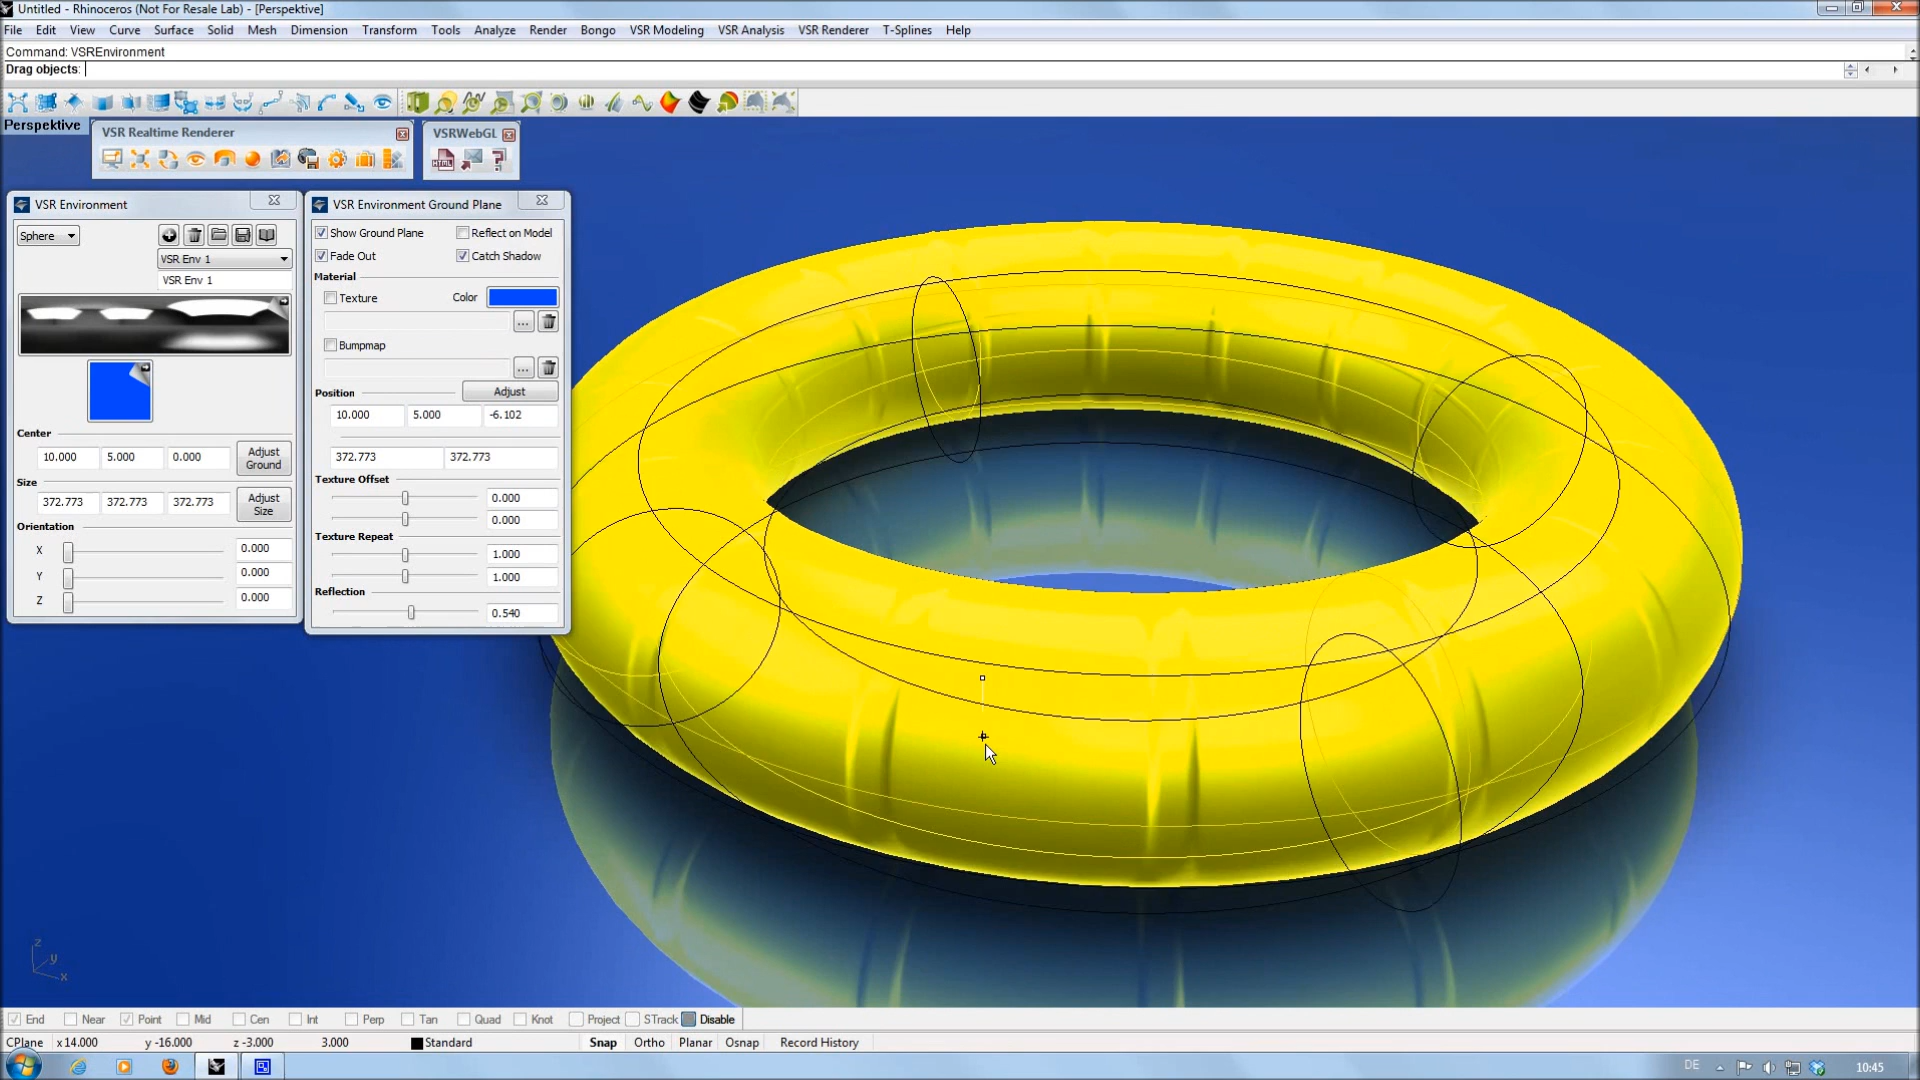 Untitled - Rhinoceros (Not For Resale Lab) - [Perspektive]
File Edit View Curve Surface Solid Mesh Dimension Transform Tools Analyze Render Bongo VSR Modeling VSR Analysis VSR Renderer T-Splines Help
Command: VSREnvironment
Drag objects:
Perspektive
VSR Realtime Renderer
VSRWebGL
HTML
VSR Environment
Sphere
VSR Env 1
VSR Env 1
Center
10.000 5.000 0.000
Adjust Ground
Size
372.773 372.773 372.773
Adjust Size
Orientation
X 0.000
Y 0.000
Z 0.000
VSR Environment Ground Plane
Show Ground Plane Reflect on Model
Fade Out Catch Shadow
Material
Texture Color
...
Bumpmap
...
Position Adjust
10.000 5.000 -6.102
372.773 372.773
Texture Offset
0.000
0.000
Texture Repeat
1.000
1.000
Reflection
0.540
z
y
x
End Near Point Mid Cen Int Perp Tan Quad Knot Project STrack Disable
CPlane x 14.000 y -16.000 z -3.000 3.000 Standard Snap Ortho Planar Osnap Record History
DE 10:45